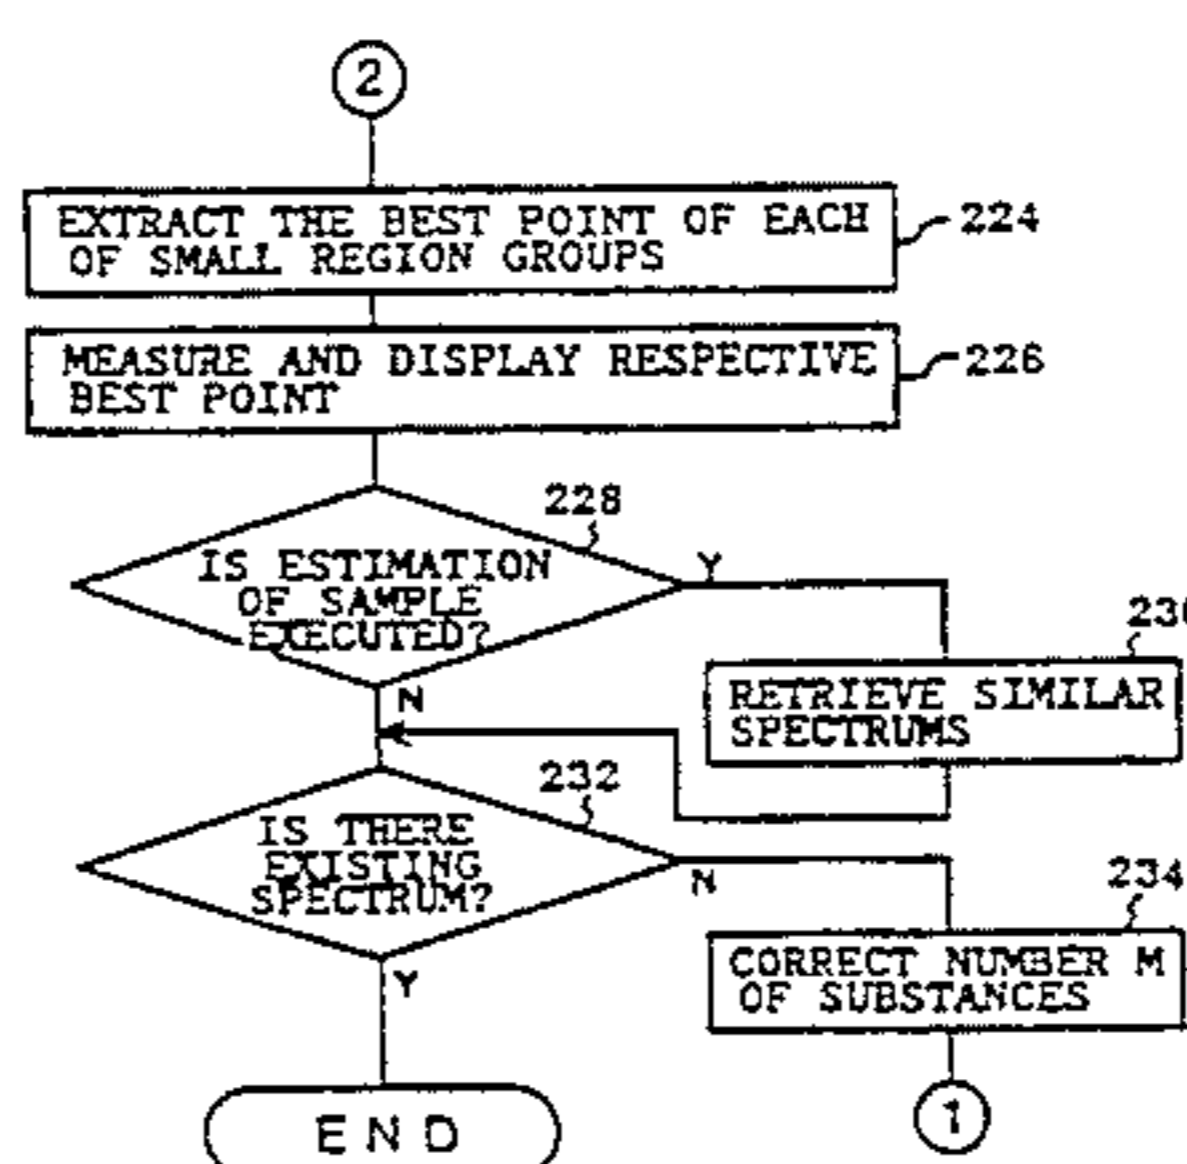 2
EXTRACT THE BEST POINT OF EACH
OF SMALL REGION GROUPS
224
MEASURE AND DISPLAY RESPECTIVE
BEST POINT
226
228
IS ESTIMATION
OF SAMPLE
EXECUTED?
Y
N
230
RETRIEVE SIMILAR
SPECTRUMS
232
IS THERE
EXISTING
SPECTRUM?
N
Y
234
CORRECT NUMBER M
OF SUBSTANCES
END
1